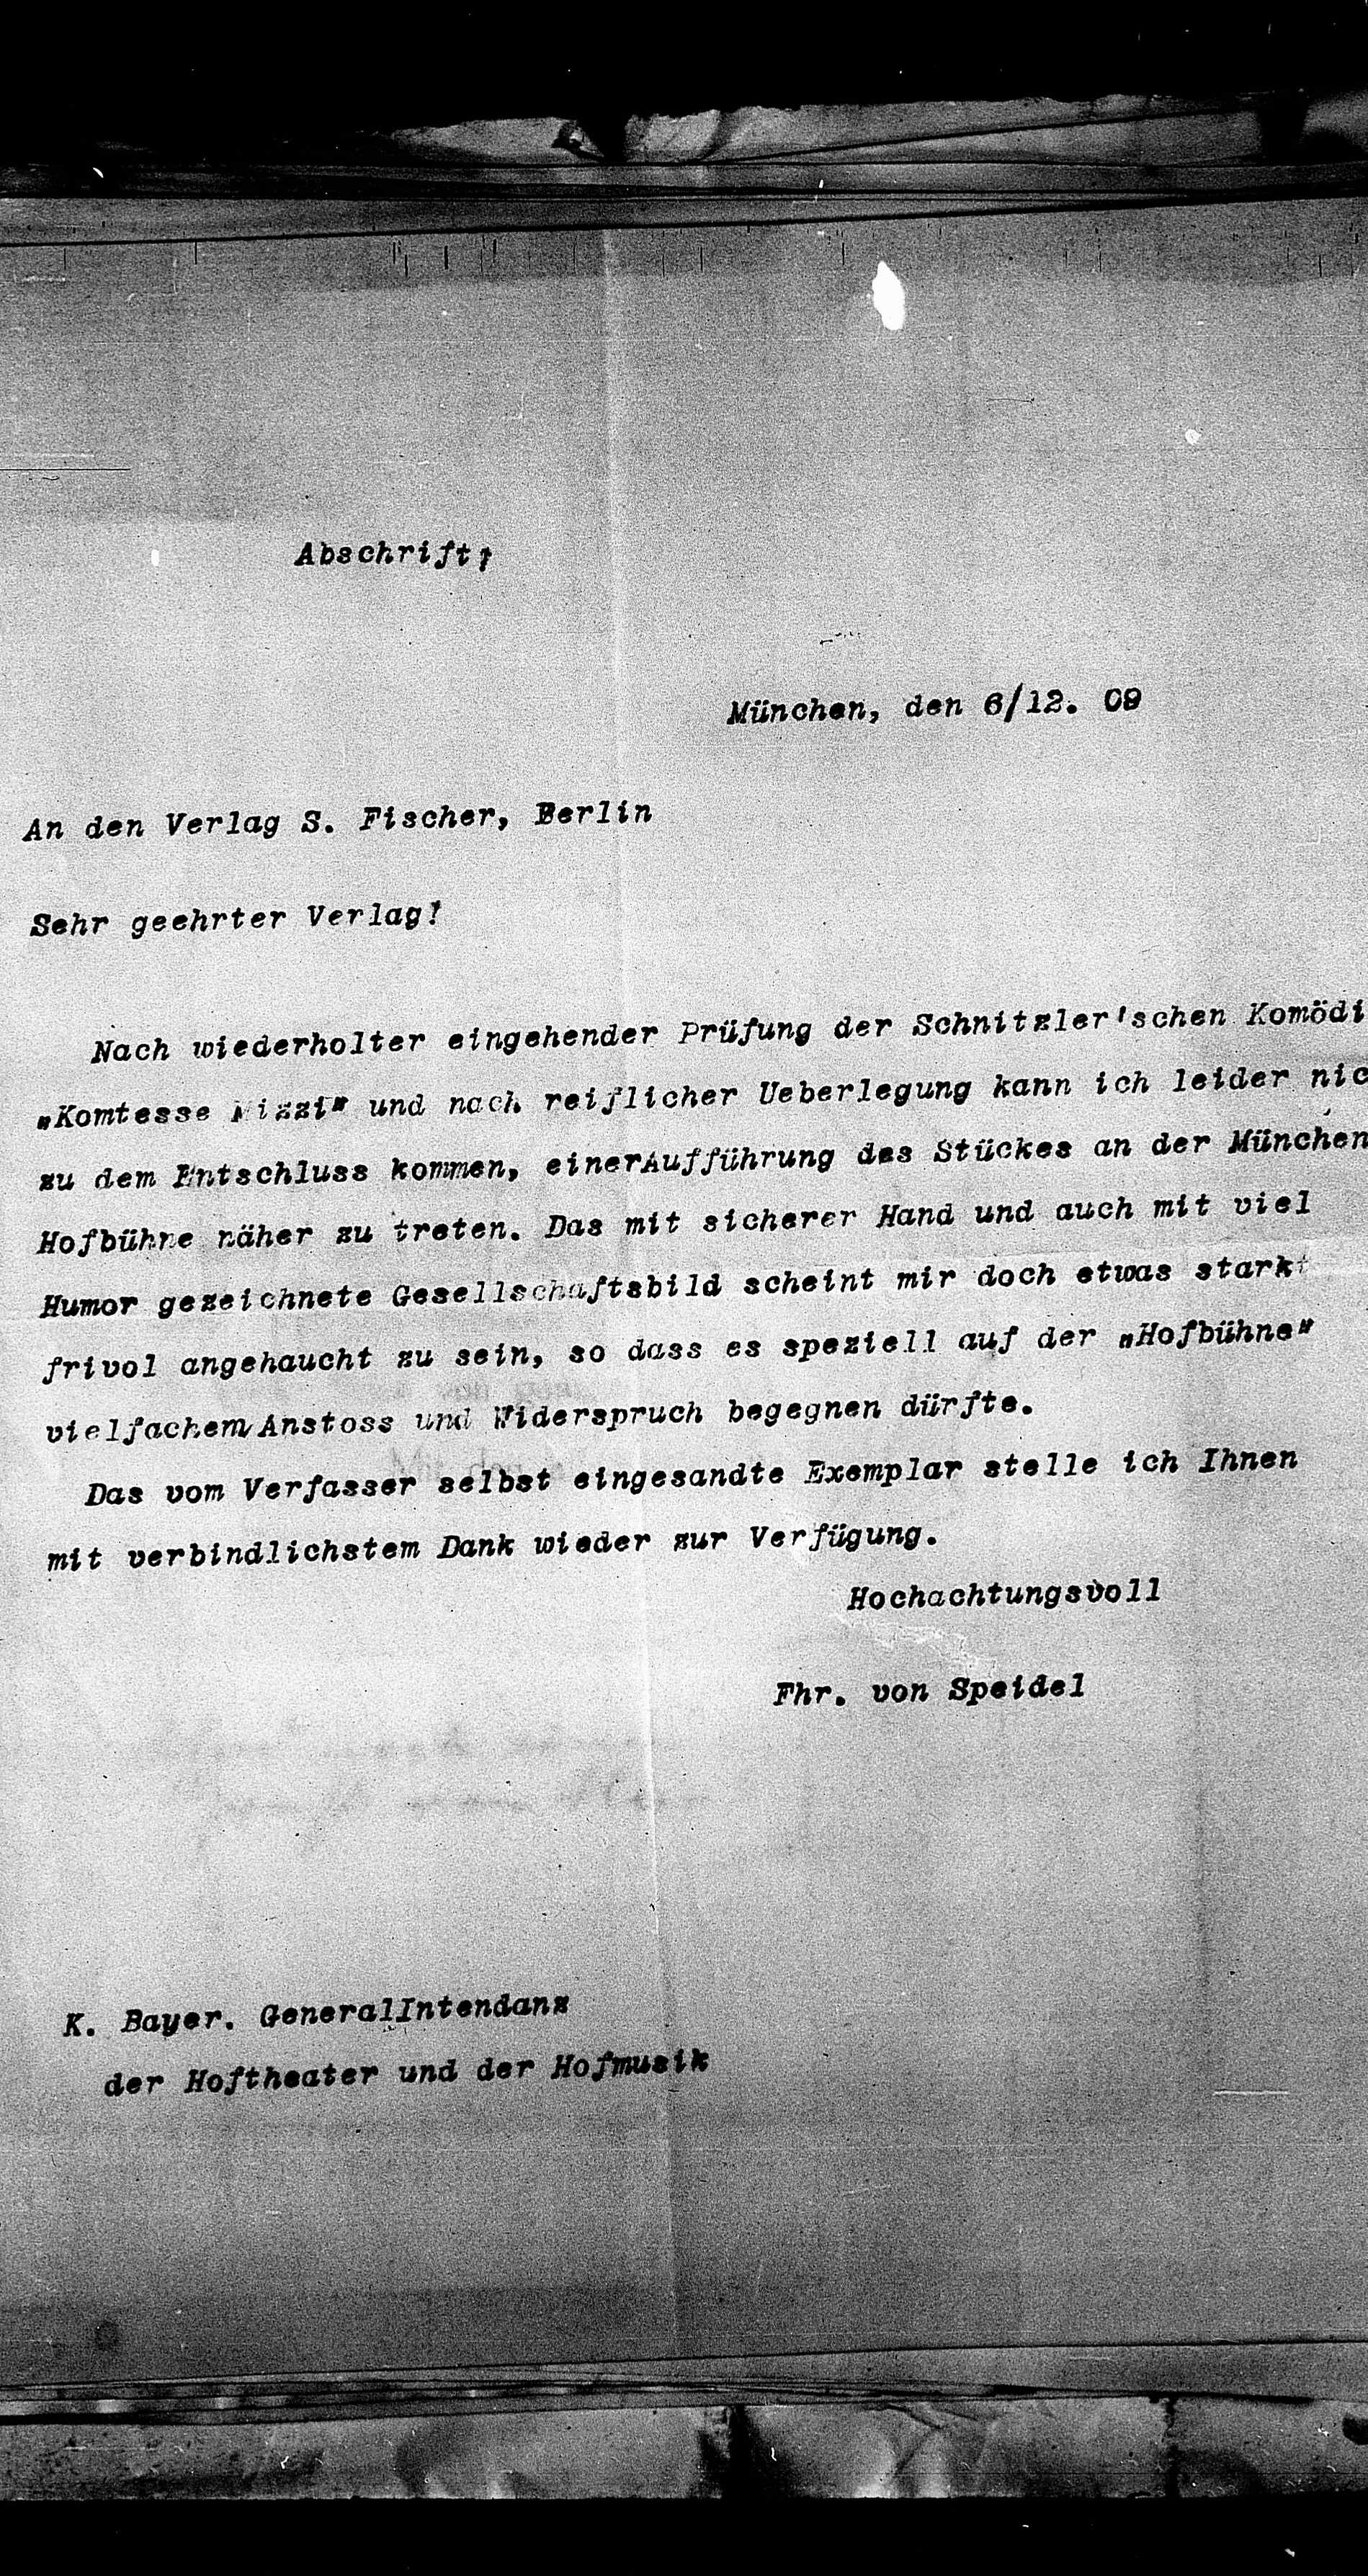 Abschrift;
München, den 6/12. 09
An den Verlag S. Fischer, Berlin
Sehr geehrter Verlag!
Nach wiederholter eingehender Prüfung der Schnitzler'schen Komödi
„Komtesse Mizzi" und nach reiflicher Ueberlegung kann ich leider nic
zu dem Entschluss kommen, einerAufführung des Stückes an der München
Hofbühne näher zu treten. Das mit sicherer Hand und auch mit viel
Humor gezeichnete Gesellschaftsbild scheint mir doch etwas stark
frivol angehaucht zu sein, so dass es speziell auf der „Hofbühne"
vielfachem/Anstoss und Widerspruch begegnen dürfte.
Das vom Verfasser selbst eingesandte Exemplar stelle ich Ihnen
mit verbindlichstem Dank wieder zur Verfügung.
Hochachtungsvoll
Fhr. von Speidel
K. Bayer. GeneralIntendanz
der Hoftheater und der Hofmusik